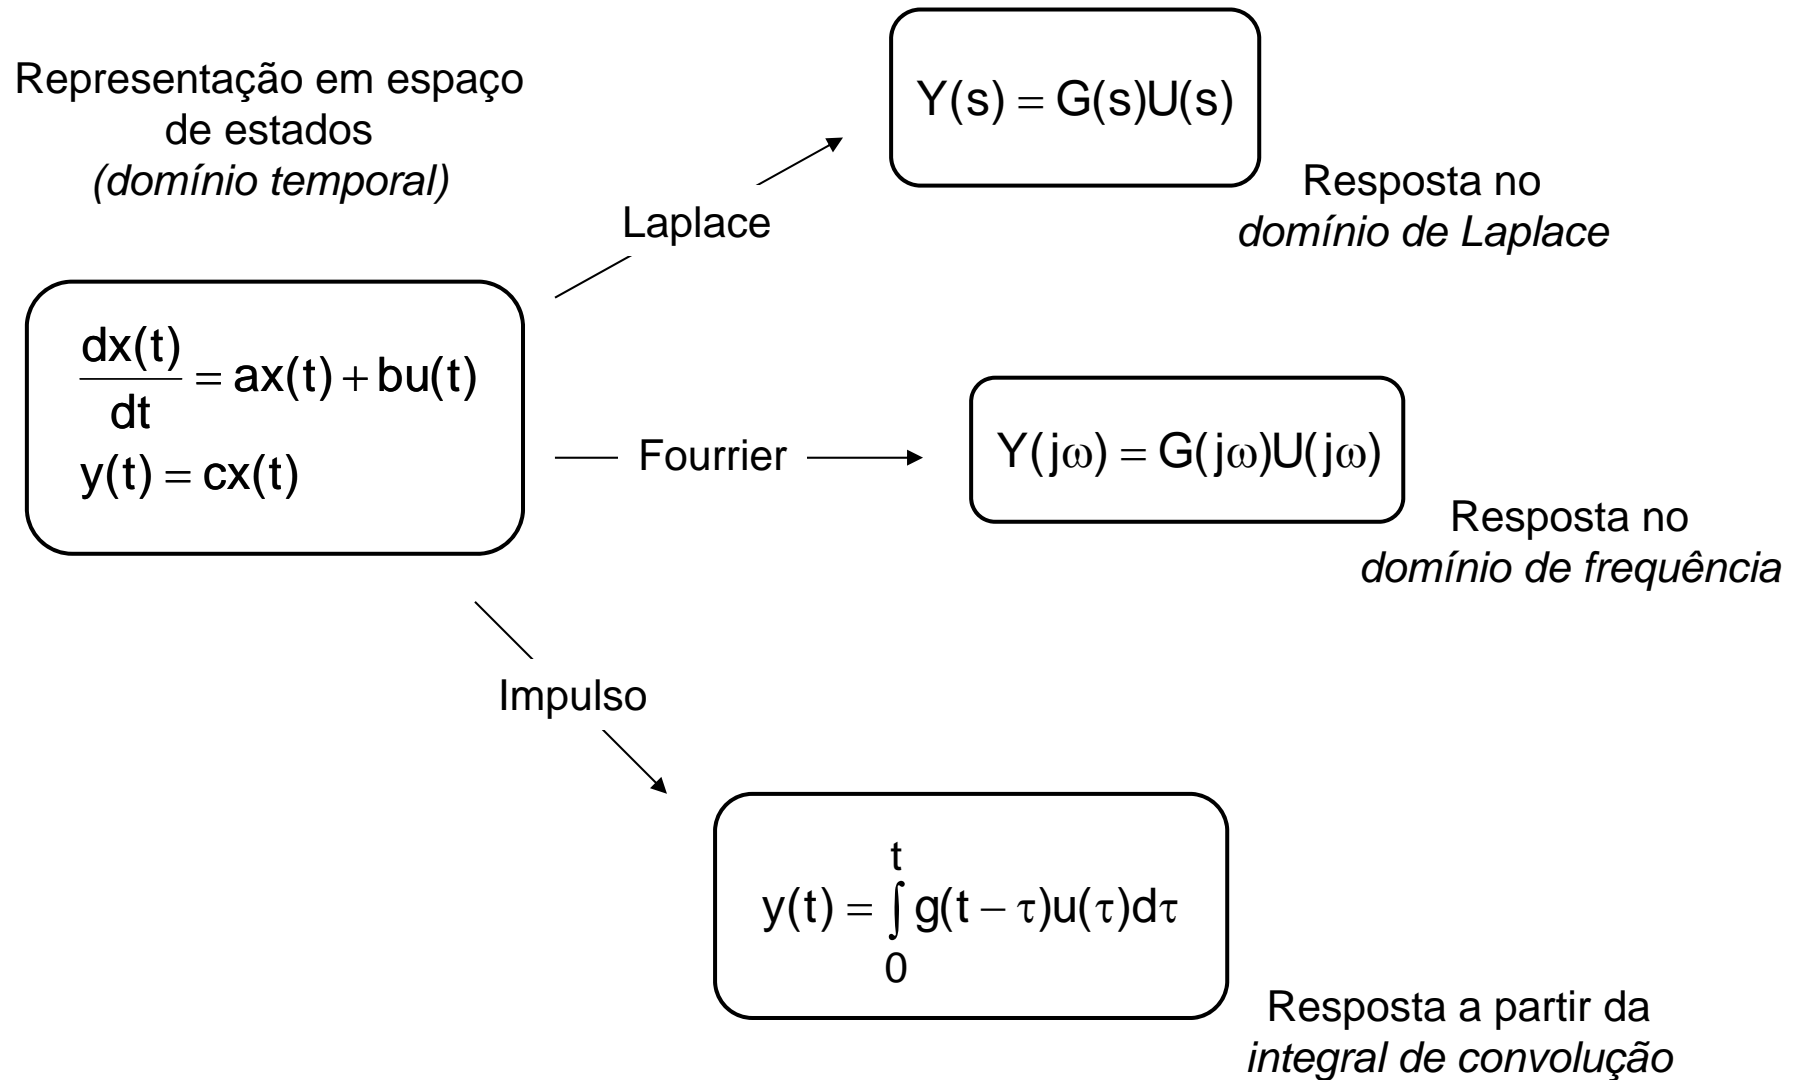 Representação em espaço
de estados
(domínio temporal)
Y(s) = G(s)U(s)
Resposta no
domínio de Laplace
Laplace
dx(t)
dt
= ax(t) + bu(t)
y(t) = cx(t)
Fourrier
Y(jω) = G(jω)U(jω)
Resposta no
domínio de frequência
Impulso
y(t) = ∫₀ᵗ g(t − τ)u(τ)dτ
Resposta a partir da
integral de convolução